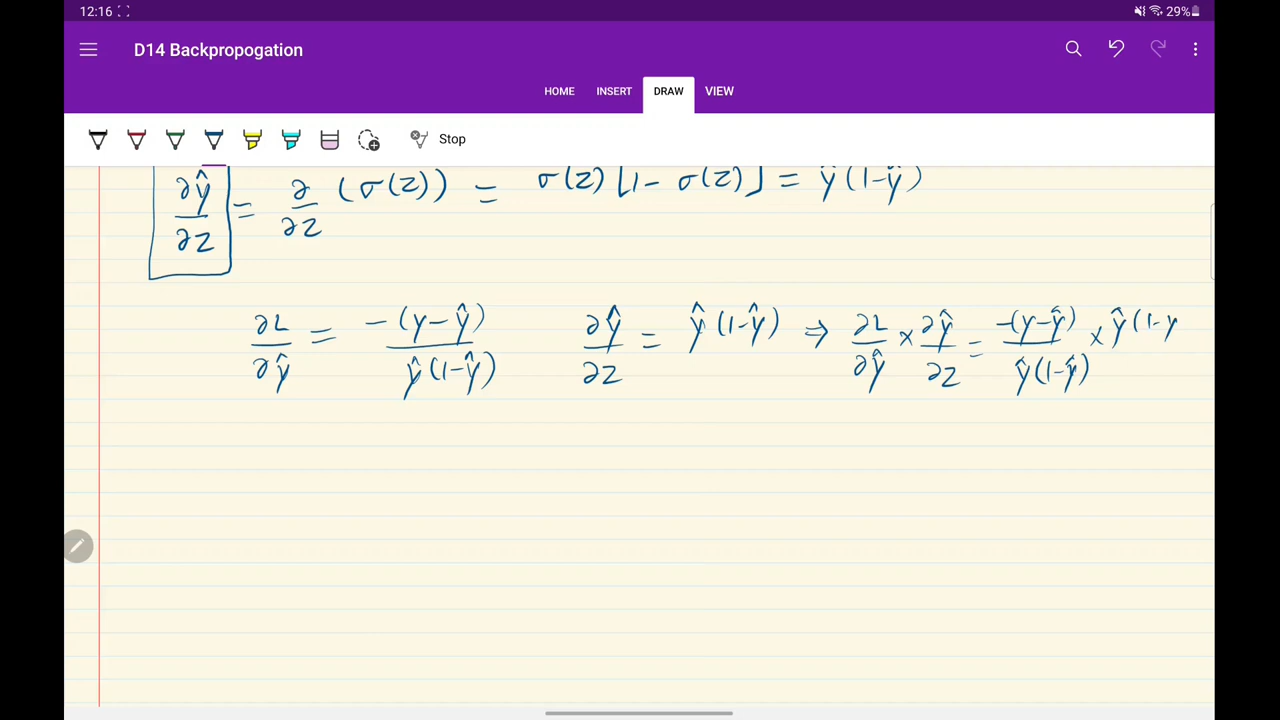 12:16 29%
D14 Backpropogation
HOME INSERT DRAW VIEW
Stop
∂ŷ/∂z = ∂/∂z (σ(z)) = σ(z)[1 - σ(z)] = ŷ(1-ŷ)
∂L/∂ŷ = -(y-ŷ)/ŷ(1-ŷ) ∂ŷ/∂z = ŷ(1-ŷ) ⇒ ∂L/∂ŷ × ∂ŷ/∂z = -(y-ŷ)/ŷ(1-ŷ) × ŷ(1-y